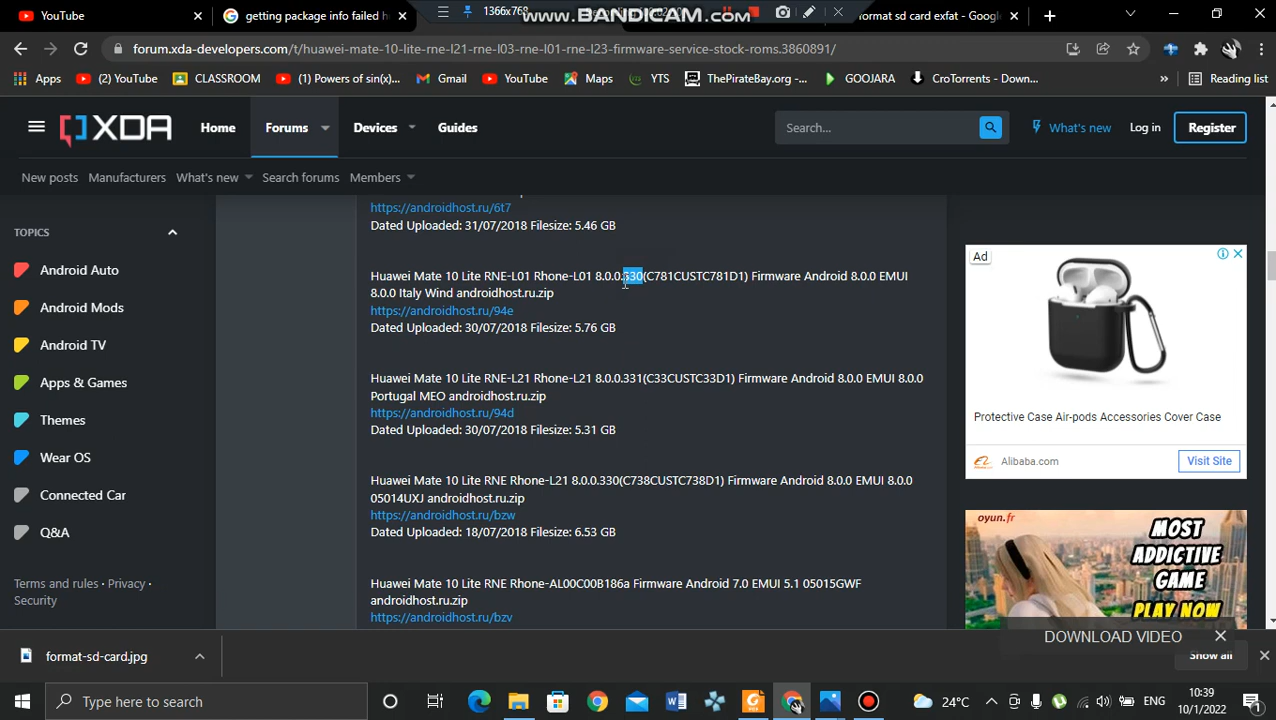 YouTube
getting package info failed h
1366x768
www.BANDICAM.com
format sd card exfat - Goog
forum.xda-developers.com/t/huawei-mate-10-lite-rne-l21-rne-l03-rne-l01-rne-l23-firmware-service-stock-roms.3860891/
Apps
(2) YouTube
CLASSROOM
(1) Powers of sin(x)...
Gmail
YouTube
Maps
YTS
ThePirateBay.org -...
GOOJARA
CroTorrents - Down...
»
Reading list
XDA
Home
Forums
Devices
Guides
Search...
What's new
Log in
Register
New posts
Manufacturers
What's new
Search forums
Members
TOPICS
Android Auto
Android Mods
Android TV
Apps & Games
Themes
Wear OS
Connected Car
Q&A
Terms and rules · Privacy ·
Security
https://androidhost.ru/6t7
Dated Uploaded: 31/07/2018 Filesize: 5.46 GB
Huawei Mate 10 Lite RNE-L01 Rhone-L01 8.0.0.330(C781CUSTC781D1) Firmware Android 8.0.0 EMUI
8.0.0 Italy Wind androidhost.ru.zip
https://androidhost.ru/94e
Dated Uploaded: 30/07/2018 Filesize: 5.76 GB
Huawei Mate 10 Lite RNE-L21 Rhone-L21 8.0.0.331(C33CUSTC33D1) Firmware Android 8.0.0 EMUI 8.0.0
Portugal MEO androidhost.ru.zip
https://androidhost.ru/94d
Dated Uploaded: 30/07/2018 Filesize: 5.31 GB
Huawei Mate 10 Lite RNE Rhone-L21 8.0.0.330(C738CUSTC738D1) Firmware Android 8.0.0 EMUI 8.0.0
05014UXJ androidhost.ru.zip
https://androidhost.ru/bzw
Dated Uploaded: 18/07/2018 Filesize: 6.53 GB
Huawei Mate 10 Lite RNE Rhone-AL00C00B186a Firmware Android 7.0 EMUI 5.1 05015GWF
androidhost.ru.zip
https://androidhost.ru/bzv
Ad
Protective Case Air-pods Accessories Cover Case
Alibaba.com
Visit Site
oyun.fr
MOST
ADDICTIVE
GAME
PLAY NOW
DOWNLOAD VIDEO
format-sd-card.jpg
Show all
Type here to search
24°C
ENG
10:39
10/1/2022
1